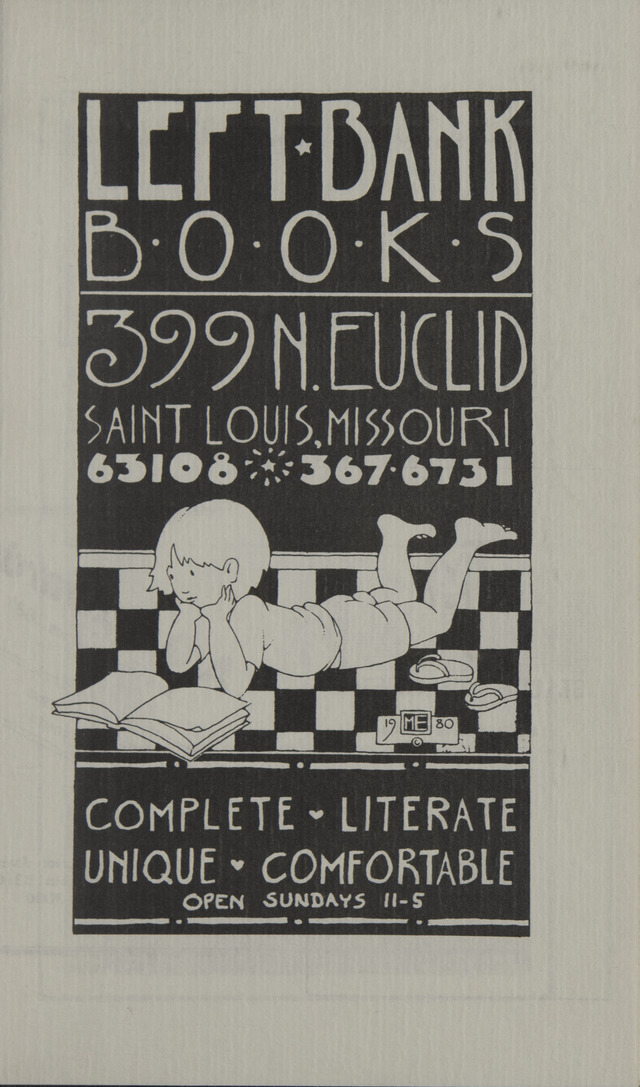 LEFT★BANK
B·O·O·K·S
399 N. EUCLID
SAINT LOUIS, MISSOURI
63108 ★ 367·6731
19 ME 80
©
COMPLETE ♥ LITERATE
UNIQUE ♥ COMFORTABLE
OPEN SUNDAYS 11-5